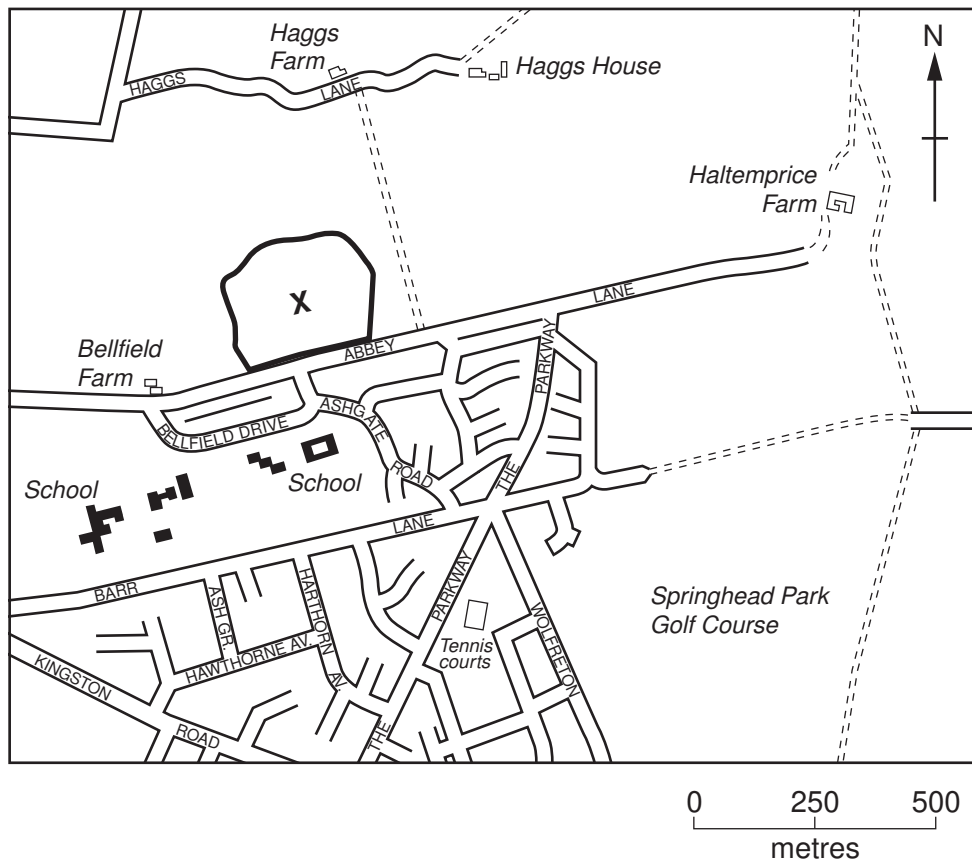 Haggs
Farm
Haggs House
HAGGS
LANE
N
Haltemprice
Farm
X
LANE
ABBEY
PARKWAY
THE
Bellfield
Farm
BELLFIELD DRIVE
ASHGATE
ROAD
School
School
LANE
BARR
ASH GR.
HARTHORN AV.
HAWTHORNE AV.
PARKWAY
THE
Tennis
courts
WOLFRETON
Springhead Park
Golf Course
KINGSTON
ROAD
0 250 500
metres